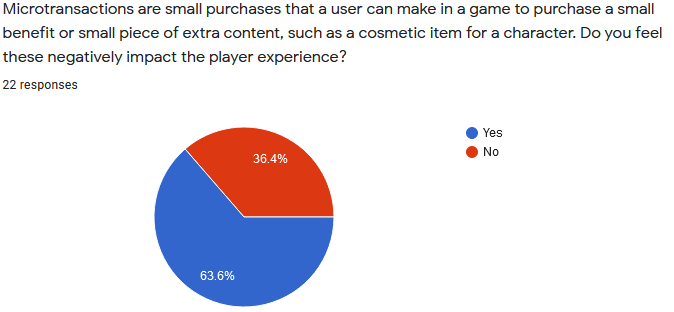 Microtransactions are small purchases that a user can make in a game to purchase a small
benefit or small piece of extra content, such as a cosmetic item for a character. Do you feel
these negatively impact the player experience?
22 responses
Yes
No
36.4%
63.6%